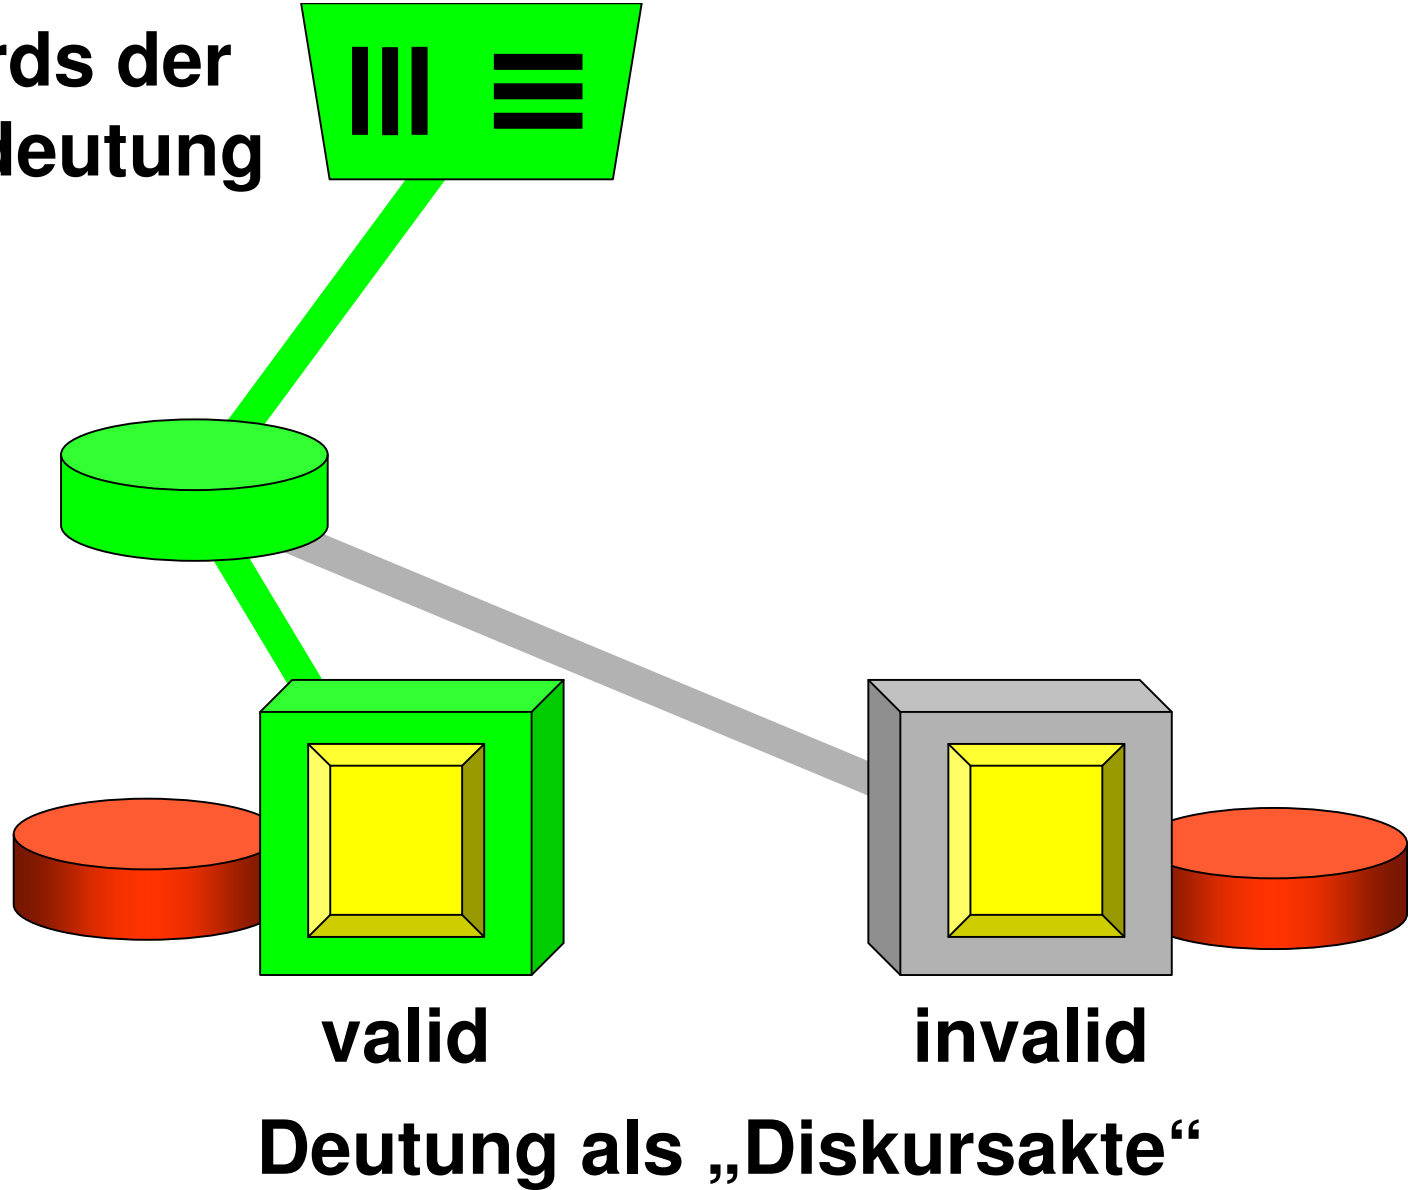 rds der
deutung
valid
invalid
Deutung als „Diskursakte“